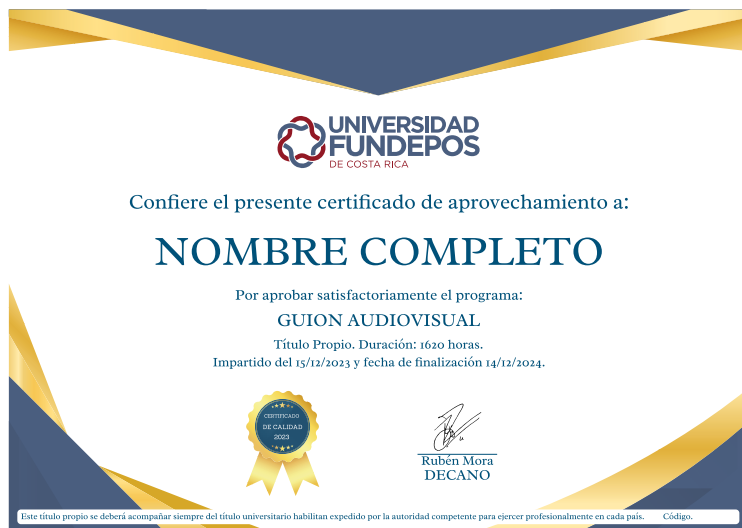 UNIVERSIDAD
FUNDEPOS
DE COSTA RICA
Confiere el presente certificado de aprovechamiento a:
NOMBRE COMPLETO
Por aprobar satisfactoriamente el programa:
GUION AUDIOVISUAL
Título Propio. Duración: 1620 horas.
Impartido del 15/12/2023 y fecha de finalización 14/12/2024.
CERTIFICADO
DE CALIDAD
2023
Rubén Mora
DECANO
Este título propio se deberá acompañar siempre del título universitario habilitan expedido por la autoridad competente para ejercer profesionalmente en cada país. Código.